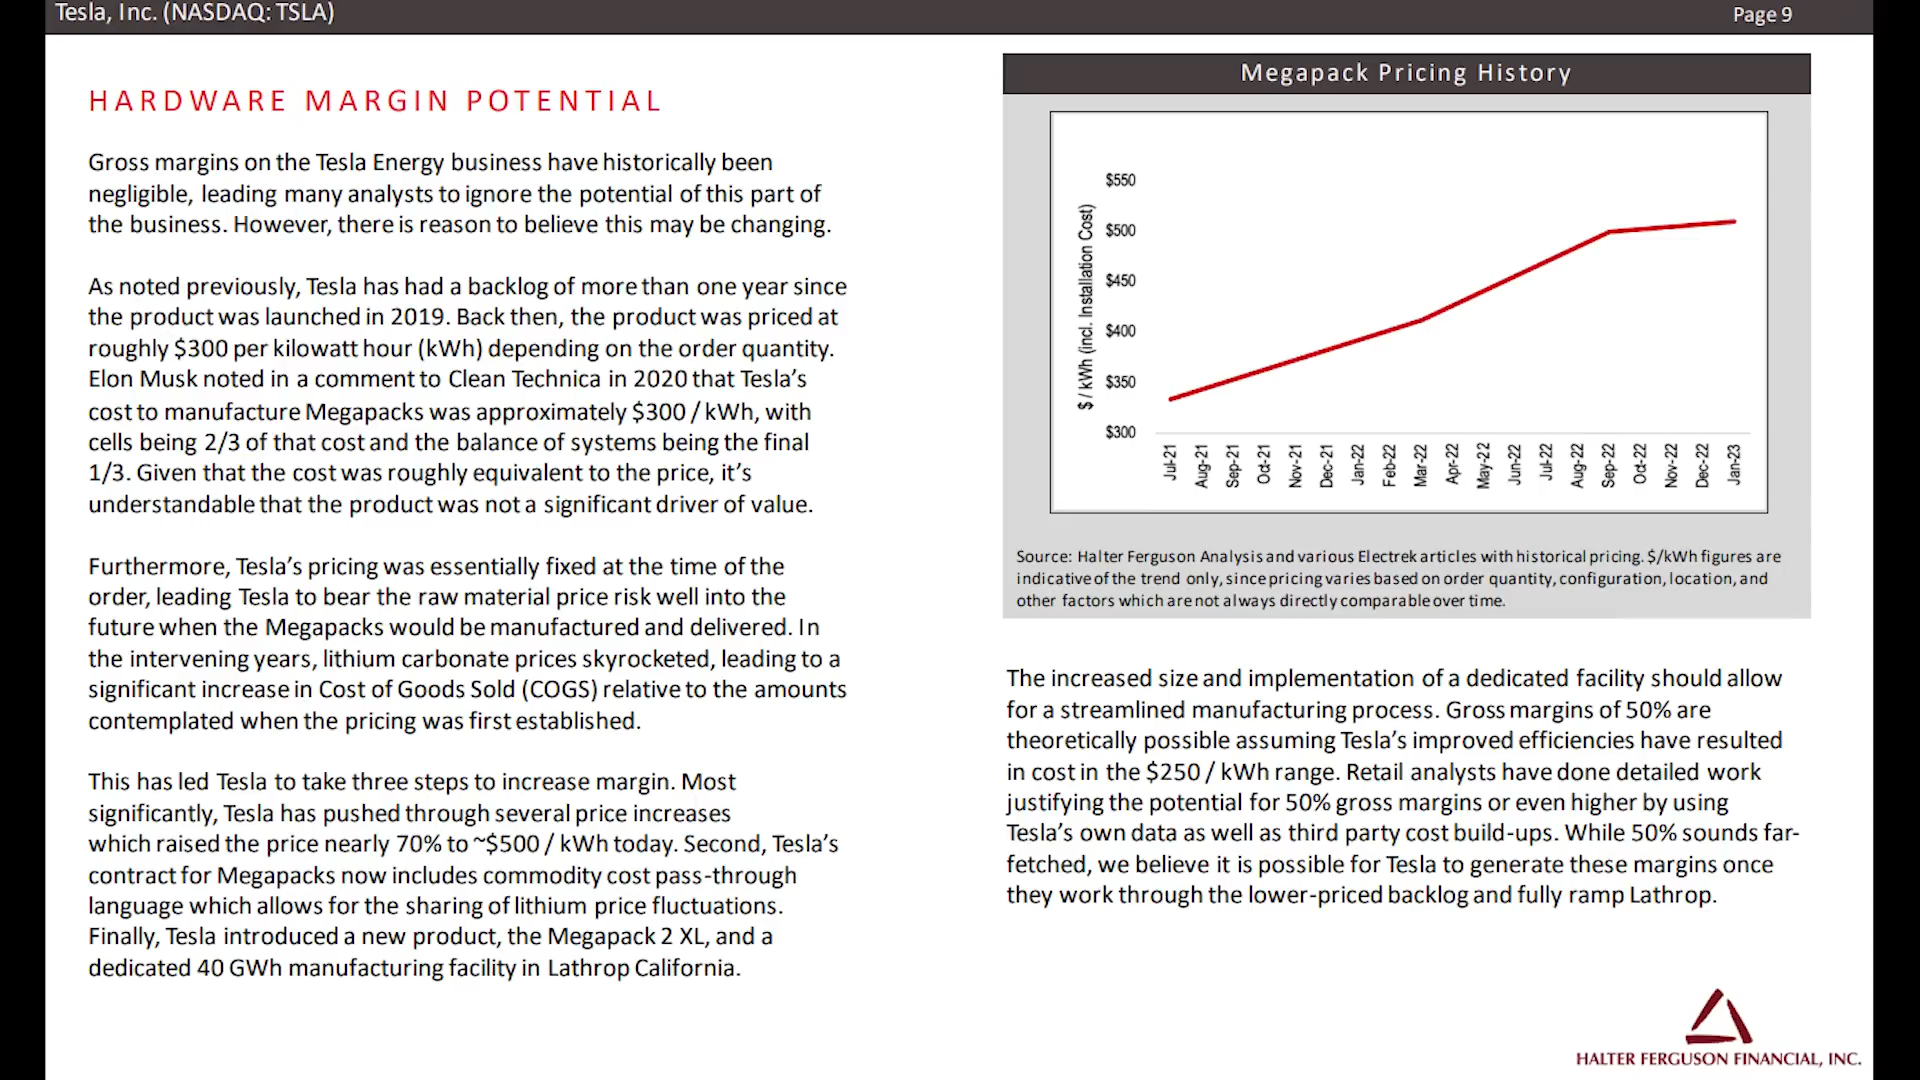 Tesla, Inc. (NASDAQ: TSLA)
Page 9
HARDWARE MARGIN POTENTIAL
Gross margins on the Tesla Energy business have historically been
negligible, leading many analysts to ignore the potential of this part of
the business. However, there is reason to believe this may be changing.
As noted previously, Tesla has had a backlog of more than one year since
the product was launched in 2019. Back then, the product was priced at
roughly $300 per kilowatt hour (kWh) depending on the order quantity.
Elon Musk noted in a comment to Clean Technica in 2020 that Tesla's
cost to manufacture Megapacks was approximately $300 / kWh, with
cells being 2/3 of that cost and the balance of systems being the final
1/3. Given that the cost was roughly equivalent to the price, it's
understandable that the product was not a significant driver of value.
Furthermore, Tesla's pricing was essentially fixed at the time of the
order, leading Tesla to bear the raw material price risk well into the
future when the Megapacks would be manufactured and delivered. In
the intervening years, lithium carbonate prices skyrocketed, leading to a
significant increase in Cost of Goods Sold (COGS) relative to the amounts
contemplated when the pricing was first established.
This has led Tesla to take three steps to increase margin. Most
significantly, Tesla has pushed through several price increases
which raised the price nearly 70% to ~$500 / kWh today. Second, Tesla's
contract for Megapacks now includes commodity cost pass-through
language which allows for the sharing of lithium price fluctuations.
Finally, Tesla introduced a new product, the Megapack 2 XL, and a
dedicated 40 GWh manufacturing facility in Lathrop California.
Megapack Pricing History
$ / kWh (incl. Installation Cost)
$550
$500
$450
$400
$350
$300
Jul-21
Aug-21
Sep-21
Oct-21
Nov-21
Dec-21
Jan-22
Feb-22
Mar-22
Apr-22
May-22
Jun-22
Jul-22
Aug-22
Sep-22
Oct-22
Nov-22
Dec-22
Jan-23
Source: Halter Ferguson Analysis and various Electrek articles with historical pricing. $/kWh figures are
indicative of the trend only, since pricing varies based on order quantity, configuration, location, and
other factors which are not always directly comparable over time.
The increased size and implementation of a dedicated facility should allow
for a streamlined manufacturing process. Gross margins of 50% are
theoretically possible assuming Tesla's improved efficiencies have resulted
in cost in the $250 / kWh range. Retail analysts have done detailed work
justifying the potential for 50% gross margins or even higher by using
Tesla's own data as well as third party cost build-ups. While 50% sounds far-
fetched, we believe it is possible for Tesla to generate these margins once
they work through the lower-priced backlog and fully ramp Lathrop.
HALTER FERGUSON FINANCIAL, INC.